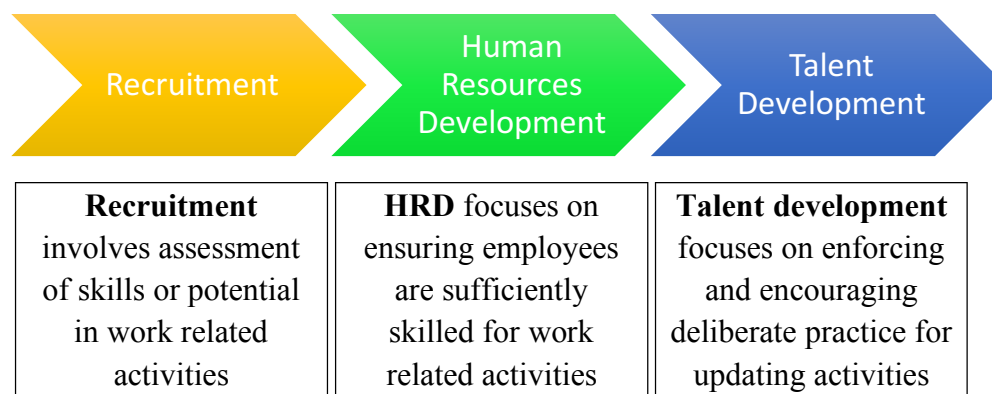 Recruitment
Human
Resources
Development
Talent
Development
Recruitment
involves assessment
of skills or potential
in work related
activities
HRD focuses on
ensuring employees
are sufficiently
skilled for work
related activities
Talent development
focuses on enforcing
and encouraging
deliberate practice for
updating activities